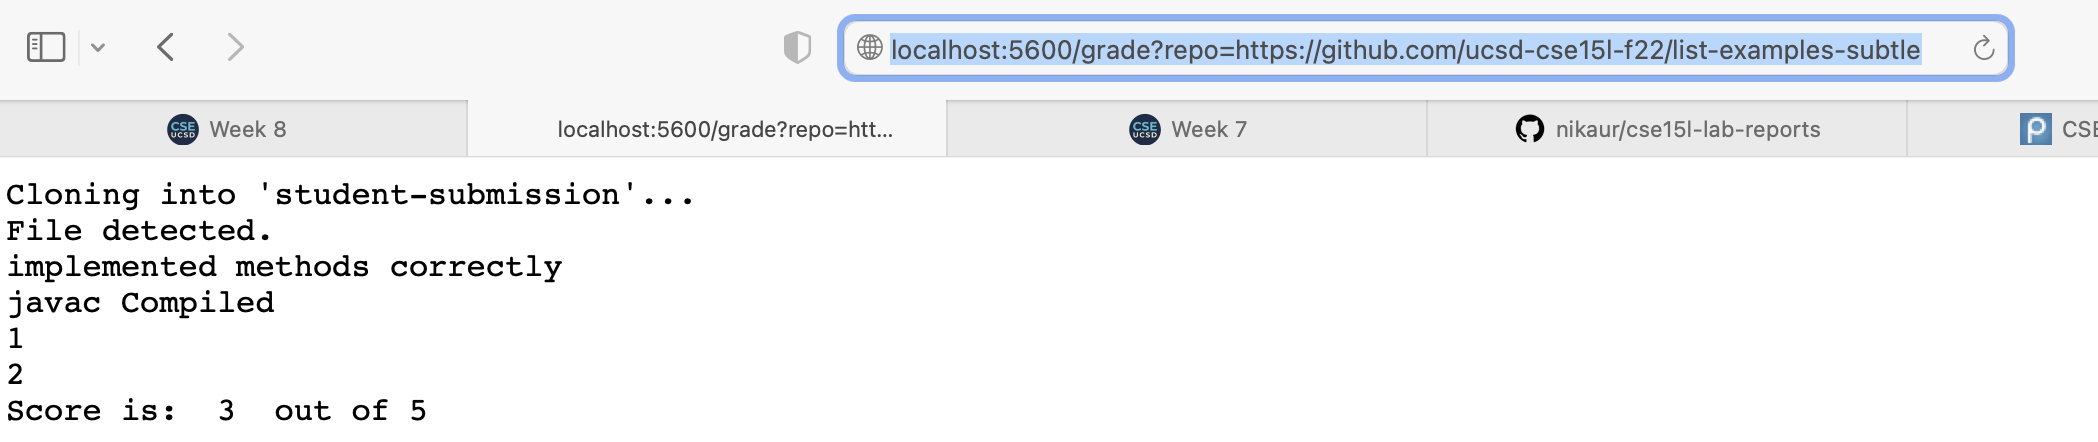 localhost:5600/grade?repo=https://github.com/ucsd-cse15l-f22/list-examples-subtle
CSE UCSD Week 8
localhost:5600/grade?repo=htt...
CSE UCSD Week 7
nikaur/cse15l-lab-reports
P CSE
Cloning into 'student-submission'...
File detected.
implemented methods correctly
javac Compiled
1
2
Score is:  3  out of 5